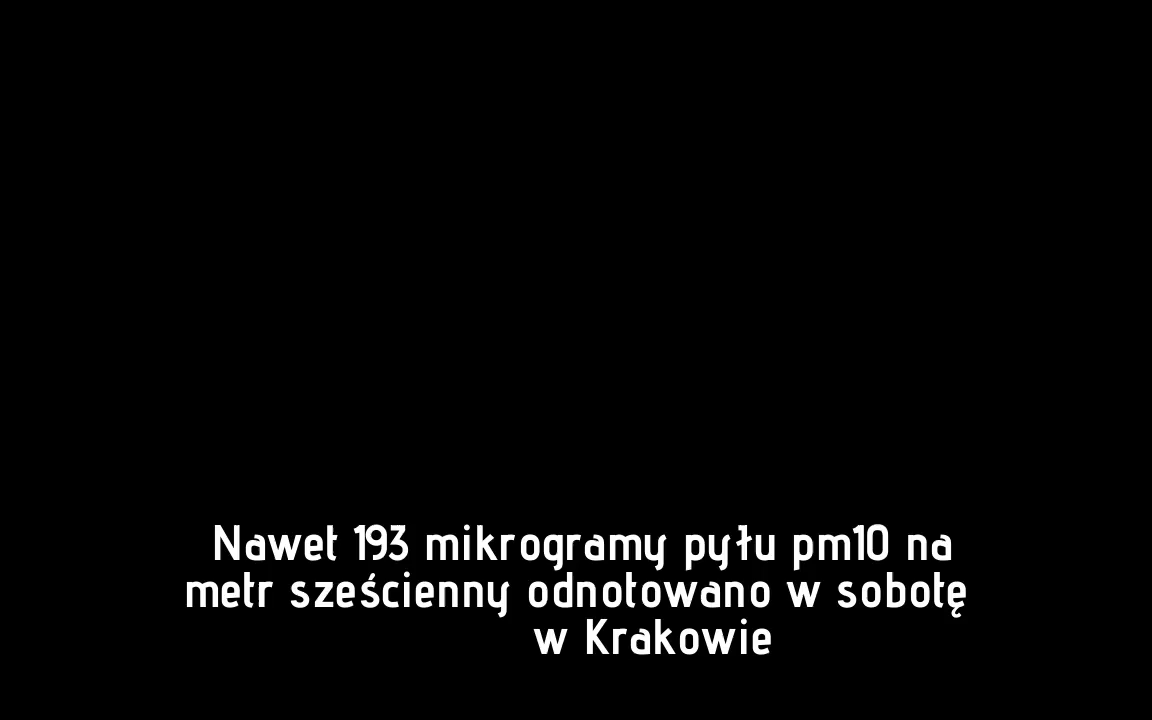 Nawet 193 mikrogramy pyłu pm10 na
metr sześcienny odnotowano w sobotę
w Krakowie